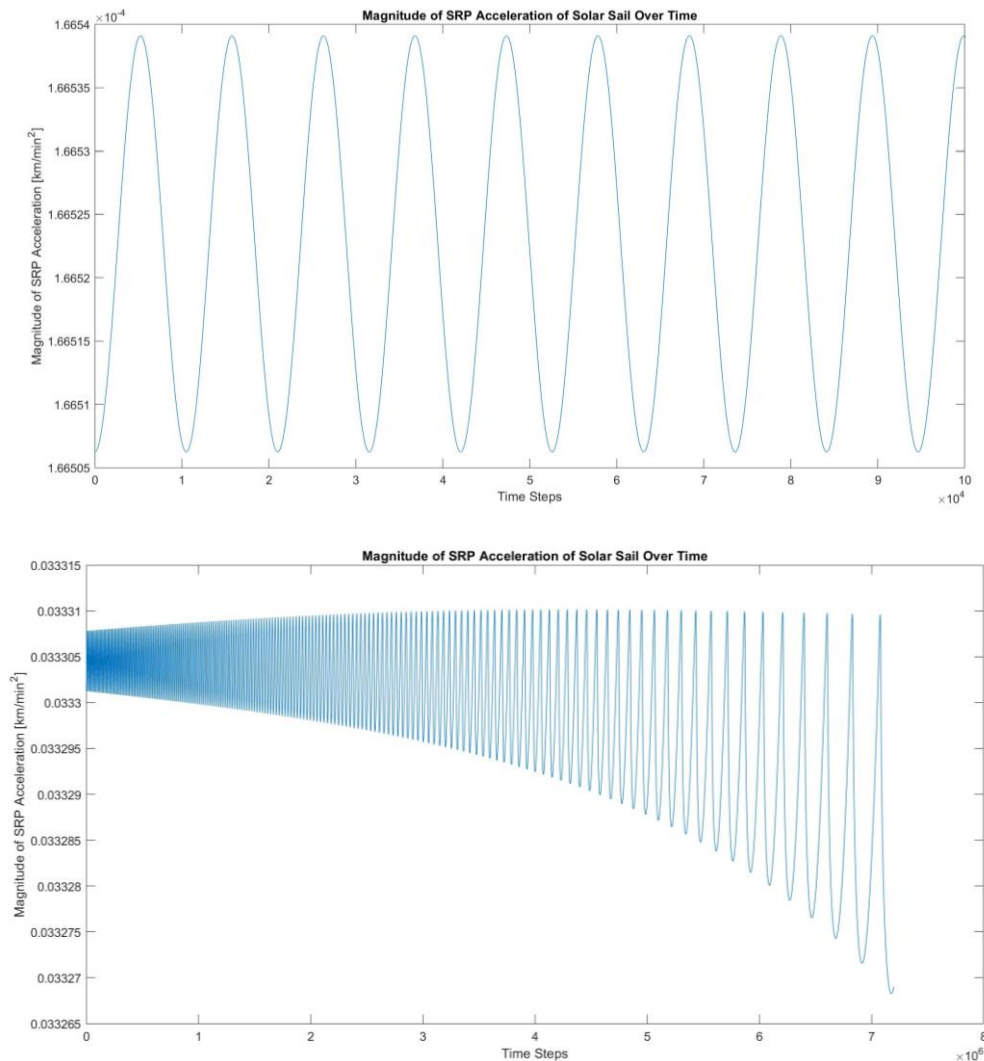 Magnitude of SRP Acceleration of Solar Sail Over Time
×10-4
1.6654
1.66535
1.6653
1.66525
1.6652
1.66515
1.6651
1.66505
Magnitude of SRP Acceleration [km/min2]
0 1 2 3 4 5 6 7 8 9 10
Time Steps
×104
Magnitude of SRP Acceleration of Solar Sail Over Time
0.033315
0.03331
0.033305
0.0333
0.033295
0.03329
0.033285
0.03328
0.033275
0.03327
0.033265
Magnitude of SRP Acceleration [km/min2]
0 1 2 3 4 5 6 7 8
Time Steps
×106